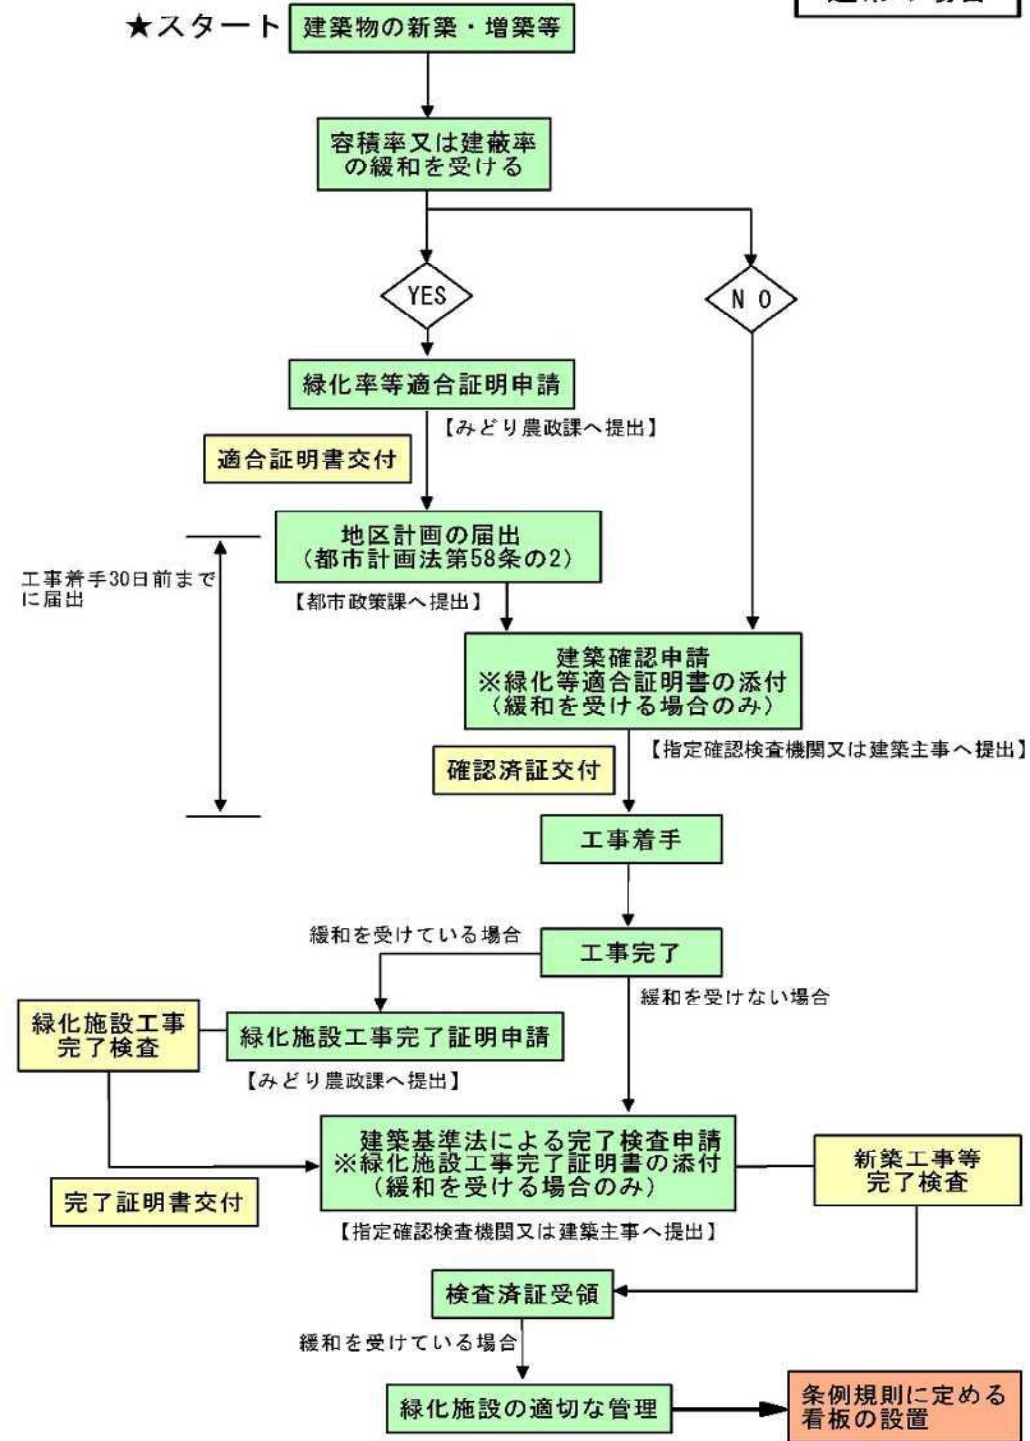 ★スタート
建築物の新築・増築等
容積率又は建蔽率
の緩和を受ける
YES
NO
緑化率等適合証明申請
【みどり農政課へ提出】
適合証明書交付
地区計画の届出
(都市計画法第58条の2)
工事着手30日前まで
に届出
【都市政策課へ提出】
建築確認申請
※緑化等適合証明書の添付
(緩和を受ける場合のみ)
【指定確認検査機関又は建築主事へ提出】
確認済証交付
工事着手
緩和を受けている場合
工事完了
緩和を受けない場合
緑化施設工事
完了検査
緑化施設工事完了証明申請
【みどり農政課へ提出】
建築基準法による完了検査申請
※緑化施設工事完了証明書の添付
(緩和を受ける場合のみ)
新築工事等
完了検査
完了証明書交付
【指定確認検査機関又は建築主事へ提出】
検査済証受領
緩和を受けている場合
緑化施設の適切な管理
条例規則に定める
看板の設置